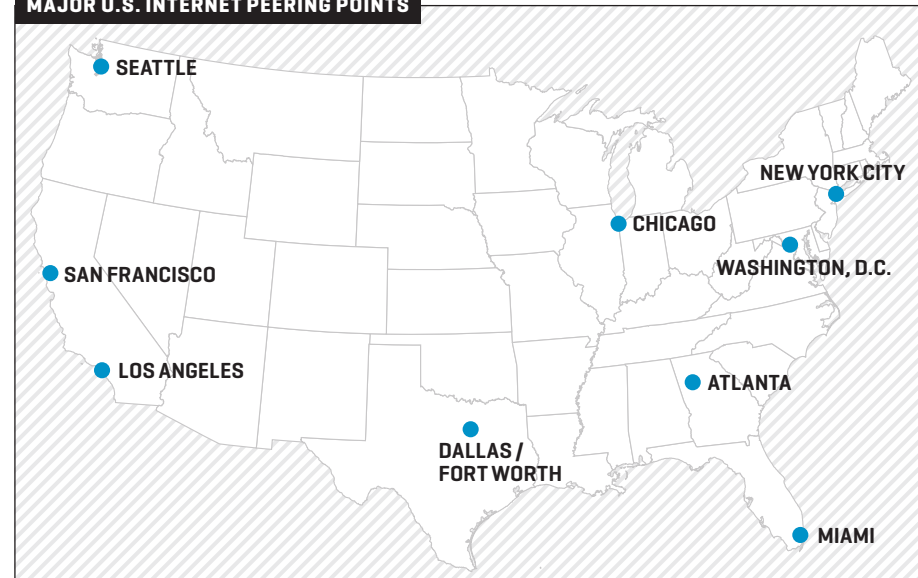 MAJOR U.S. INTERNET PEERING POINTS
SEATTLE
NEW YORK CITY
CHICAGO
WASHINGTON, D.C.
SAN FRANCISCO
LOS ANGELES
ATLANTA
DALLAS /
FORT WORTH
MIAMI